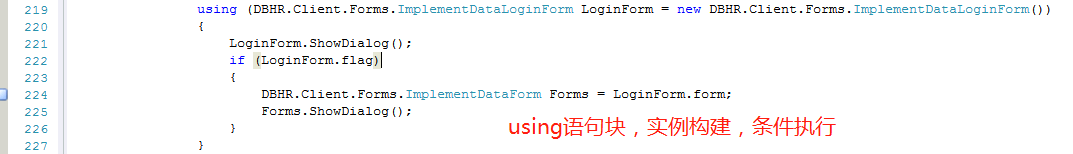 219 using (DBHR.Client.Forms.ImplementDataLoginForm LoginForm = new DBHR.Client.Forms.ImplementDataLoginForm())
220 {
221 LoginForm.ShowDialog();
222 if (LoginForm.flag)
223 {
224 DBHR.Client.Forms.ImplementDataForm Forms = LoginForm.form;
225 Forms.ShowDialog();
226 }
using语句块，实例构建，条件执行
227 }